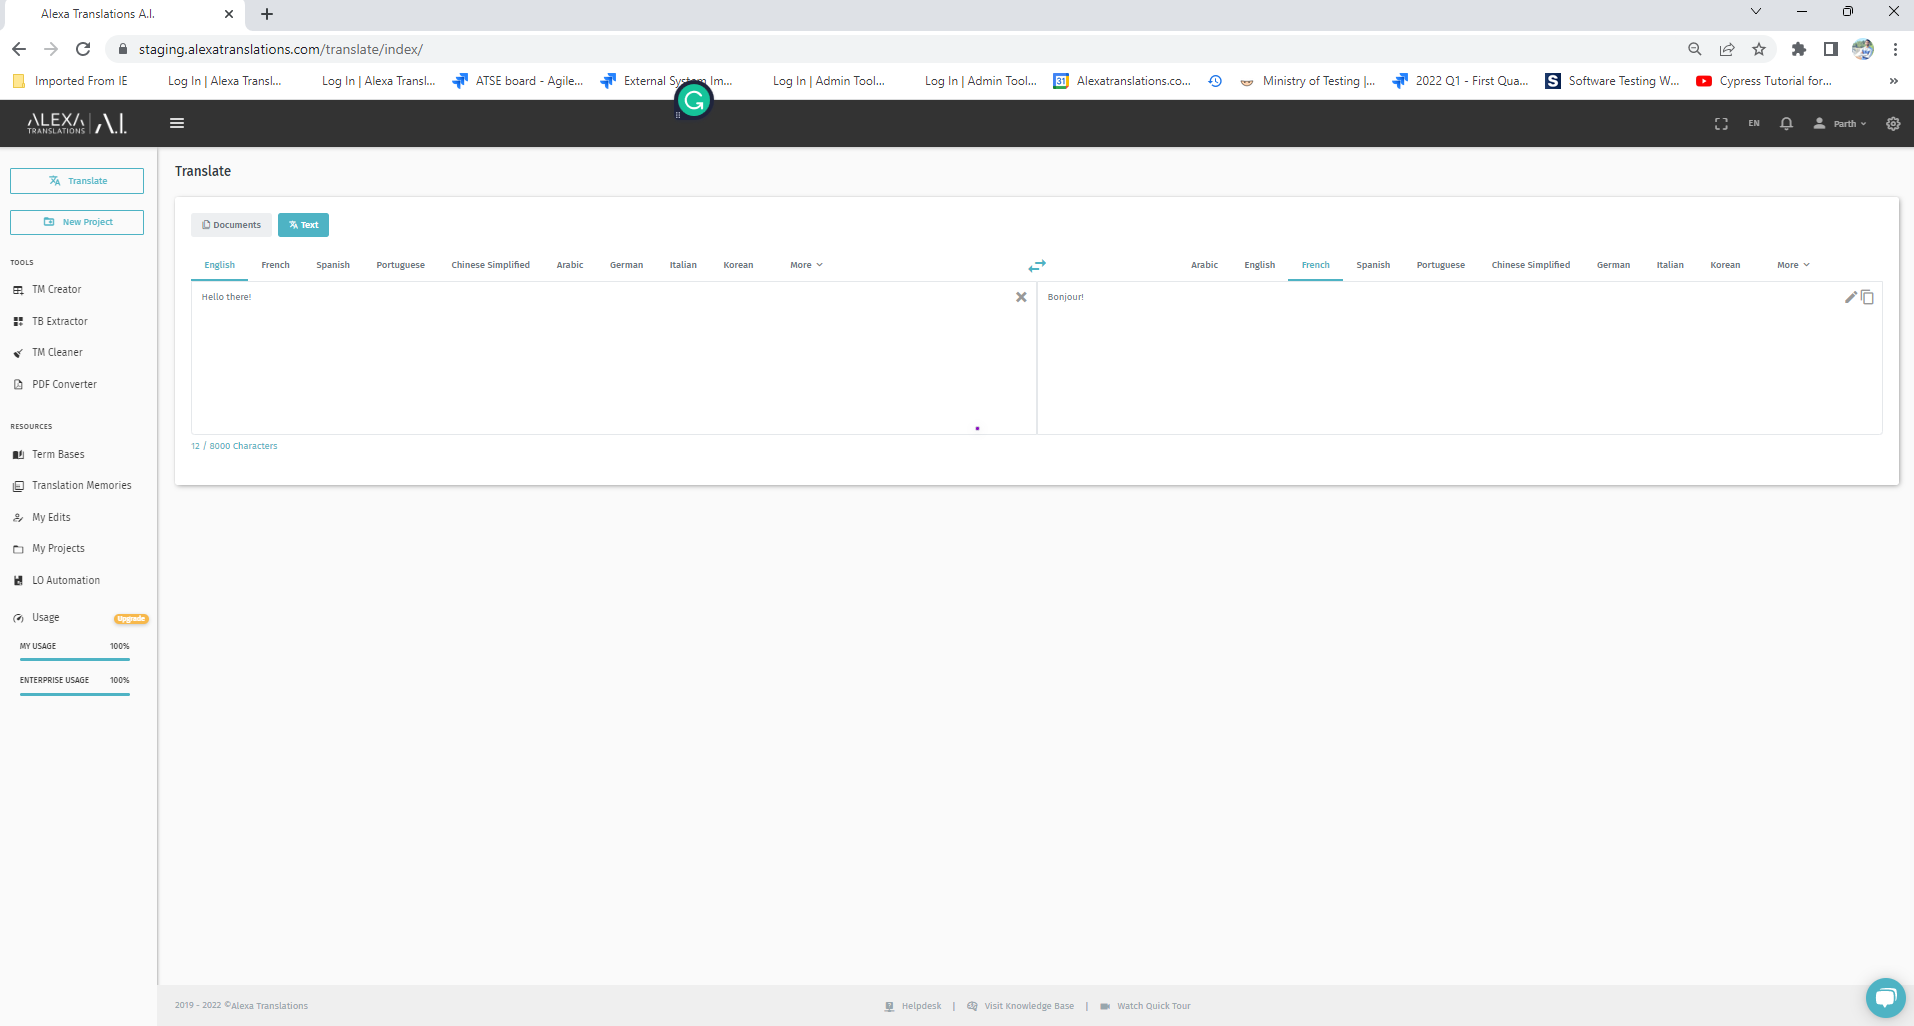 Alexa Translations A.I.
staging.alexatranslations.com/translate/index/
Imported From IE
Log In | Alexa Transl...
Log In | Alexa Transl...
ATSE board - Agile...
External System Im...
Log In | Admin Tool...
Log In | Admin Tool...
31
Alexatranslations.co...
Ministry of Testing |...
2022 Q1 - First Qua...
S
Software Testing W...
Cypress Tutorial for...
»
ALEXA TRANSLATIONS | A.I.
EN
Parth
Translate
New Project
TOOLS
TM Creator
TB Extractor
TM Cleaner
PDF Converter
RESOURCES
Term Bases
Translation Memories
My Edits
My Projects
LO Automation
Usage
Upgrade
MY USAGE 100%
ENTERPRISE USAGE 100%
Translate
Documents Text
English French Spanish Portuguese Chinese Simplified Arabic German Italian Korean More
Arabic English French Spanish Portuguese Chinese Simplified German Italian Korean More
Hello there!
Bonjour!
12 / 8000 Characters
2019 - 2022 ©Alexa Translations
Helpdesk | Visit Knowledge Base | Watch Quick Tour